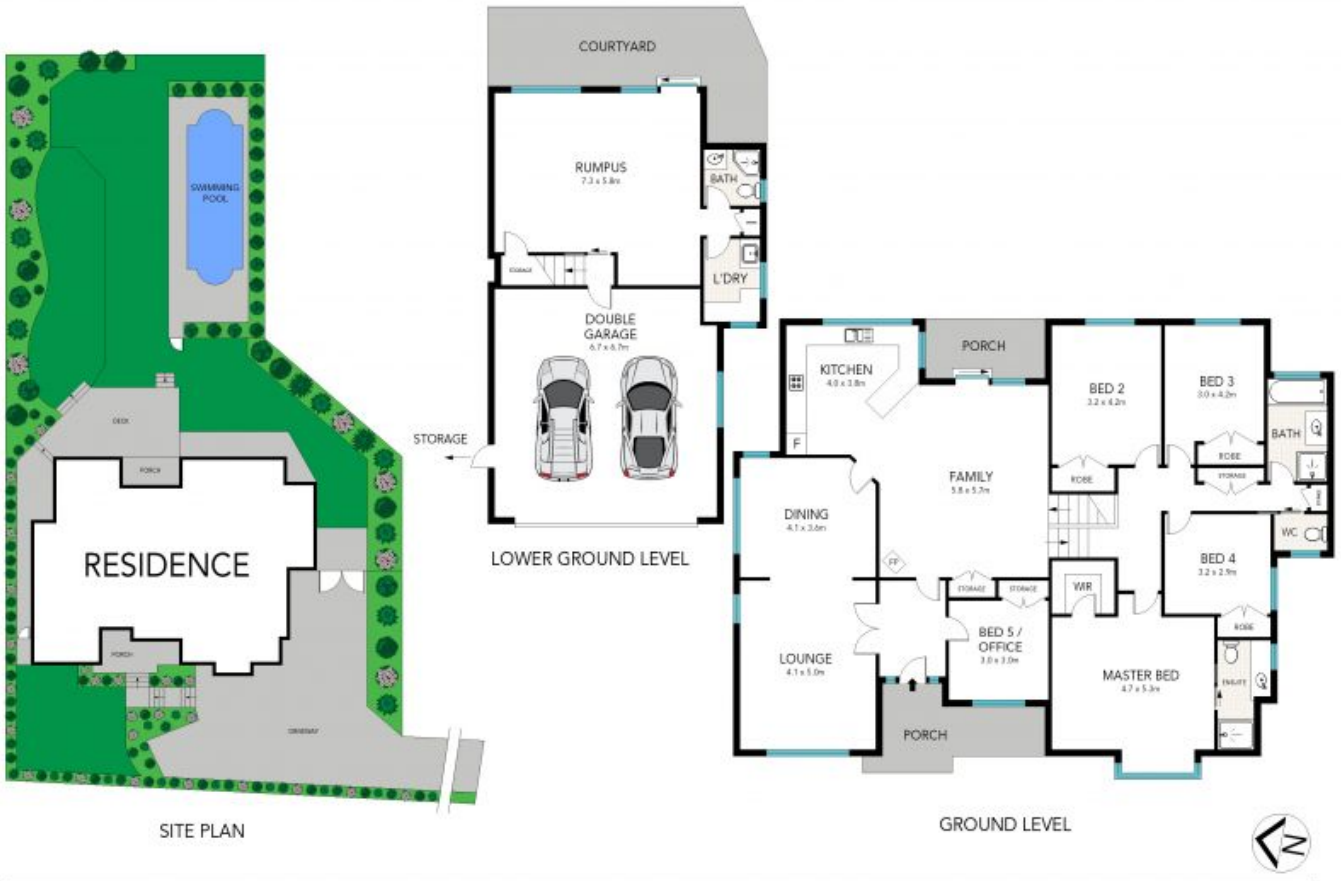 SWIMMING
POOL
DECK
PORCH
RESIDENCE
PORCH
DRIVEWAY
SITE PLAN
COURTYARD
RUMPUS
7.3 x 5.8m
BATH
STORAGE
L'DRY
DOUBLE
GARAGE
6.7 x 6.7m
STORAGE
LOWER GROUND LEVEL
KITCHEN
4.0 x 3.8m
F
PORCH
BED 2
3.2 x 4.2m
ROBE
BED 3
3.0 x 4.2m
ROBE
BATH
STORAGE
FAMILY
5.8 x 5.7m
DINING
4.1 x 3.6m
FP
WC
BED 4
3.2 x 2.9m
ROBE
STORAGE
STORAGE
WIR
BED 5 /
OFFICE
3.0 x 3.0m
LOUNGE
4.1 x 5.0m
MASTER BED
4.7 x 5.3m
ENSUITE
PORCH
GROUND LEVEL
N